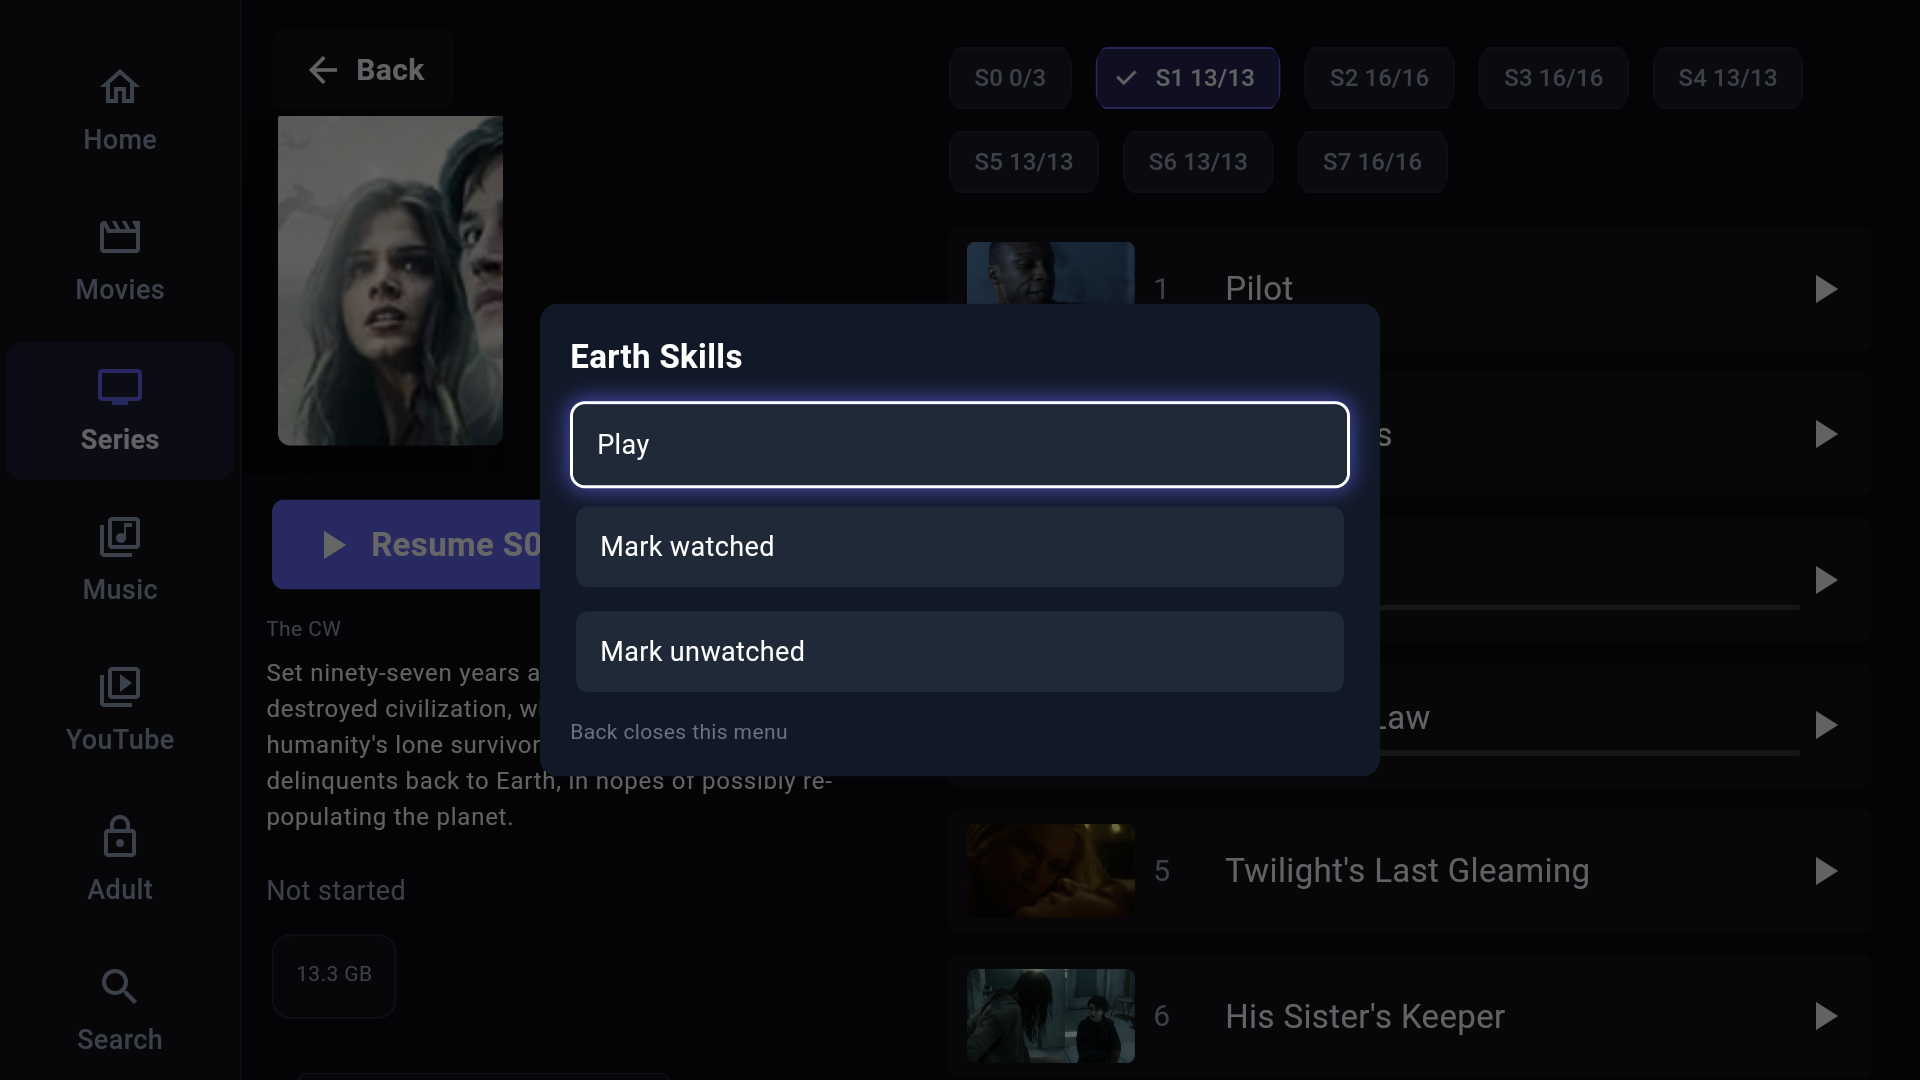 Home
Movies
Series
Music
YouTube
Adult
Search
Back
Resume S0
The CW
Set ninety-seven years a
destroyed civilization, w
humanity's lone survivor
delinquents back to Earth, in hopes of possibly re-
populating the planet.
Not started
13.3 GB
S0 0/3
S1 13/13
S2 16/16
S3 16/16
S4 13/13
S5 13/13
S6 13/13
S7 16/16
1 Pilot
s
Law
5 Twilight's Last Gleaming
6 His Sister's Keeper
Earth Skills
Play
Mark watched
Mark unwatched
Back closes this menu